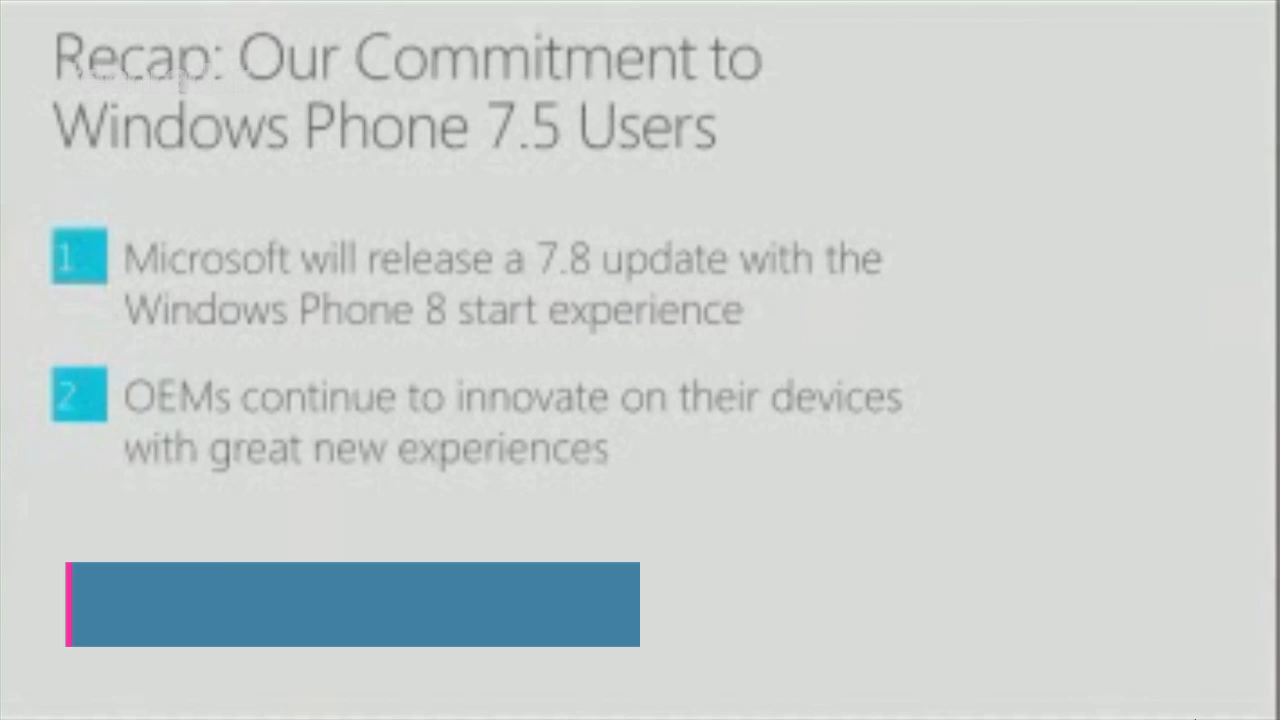 Recap: Our Commitment to
Windows Phone 7.5 Users
1 Microsoft will release a 7.8 update with the
Windows Phone 8 start experience
2 OEMs continue to innovate on their devices
with great new experiences